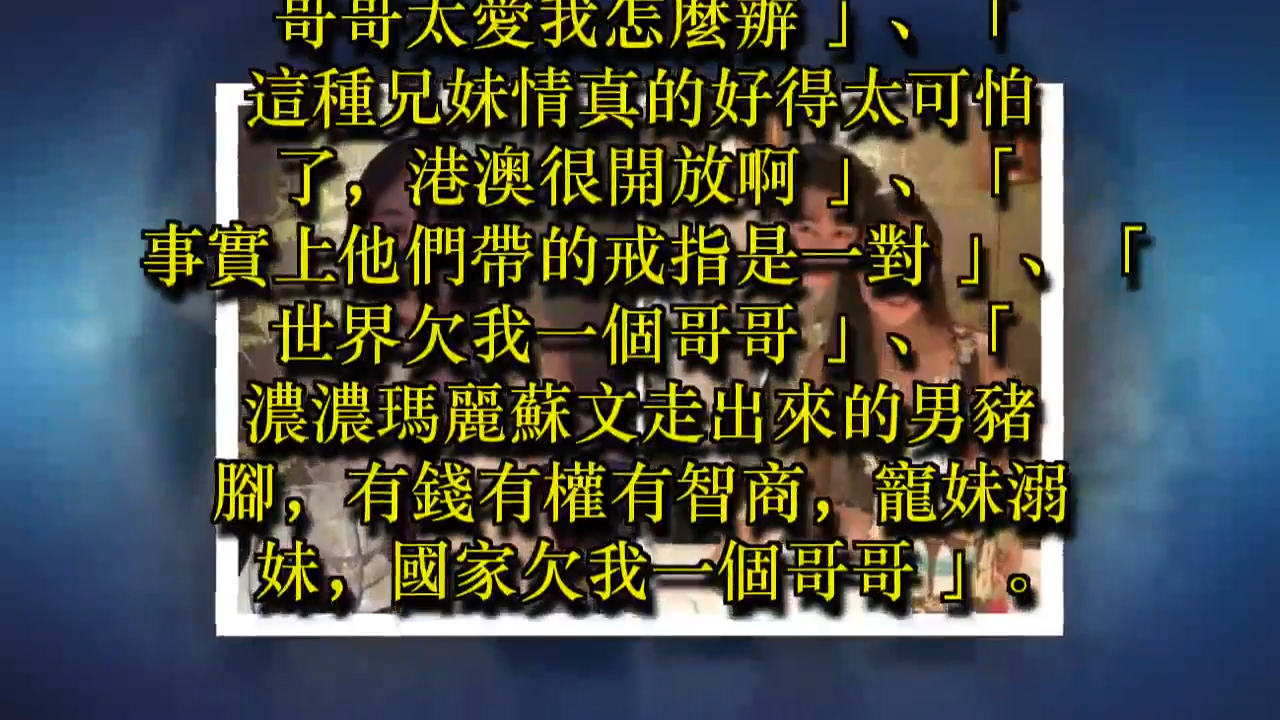 哥哥太愛我怎麼辦 」、「
這種兄妹情真的好得太可怕
了，港澳很開放啊 」、「
事實上他們帶的戒指是一對 」、「
世界欠我一個哥哥 」、「
濃濃瑪麗蘇文走出來的男豬
腳，有錢有權有智商，寵妹溺
妹，國家欠我一個哥哥 」。